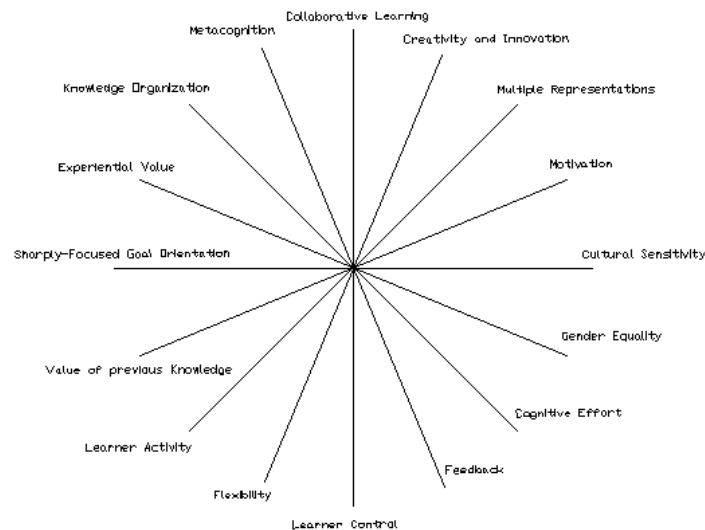 Collaborative Learning
Metacognition
Creativity and Innovation
Knowledge Organization
Multiple Representations
Experiential Value
Motivation
Sharply-Focused Goal Orientation
Cultural Sensitivity
Gender Equality
Value of previous Knowledge
Cognitive Effort
Learner Activity
Feedback
Flexibility
Learner Control